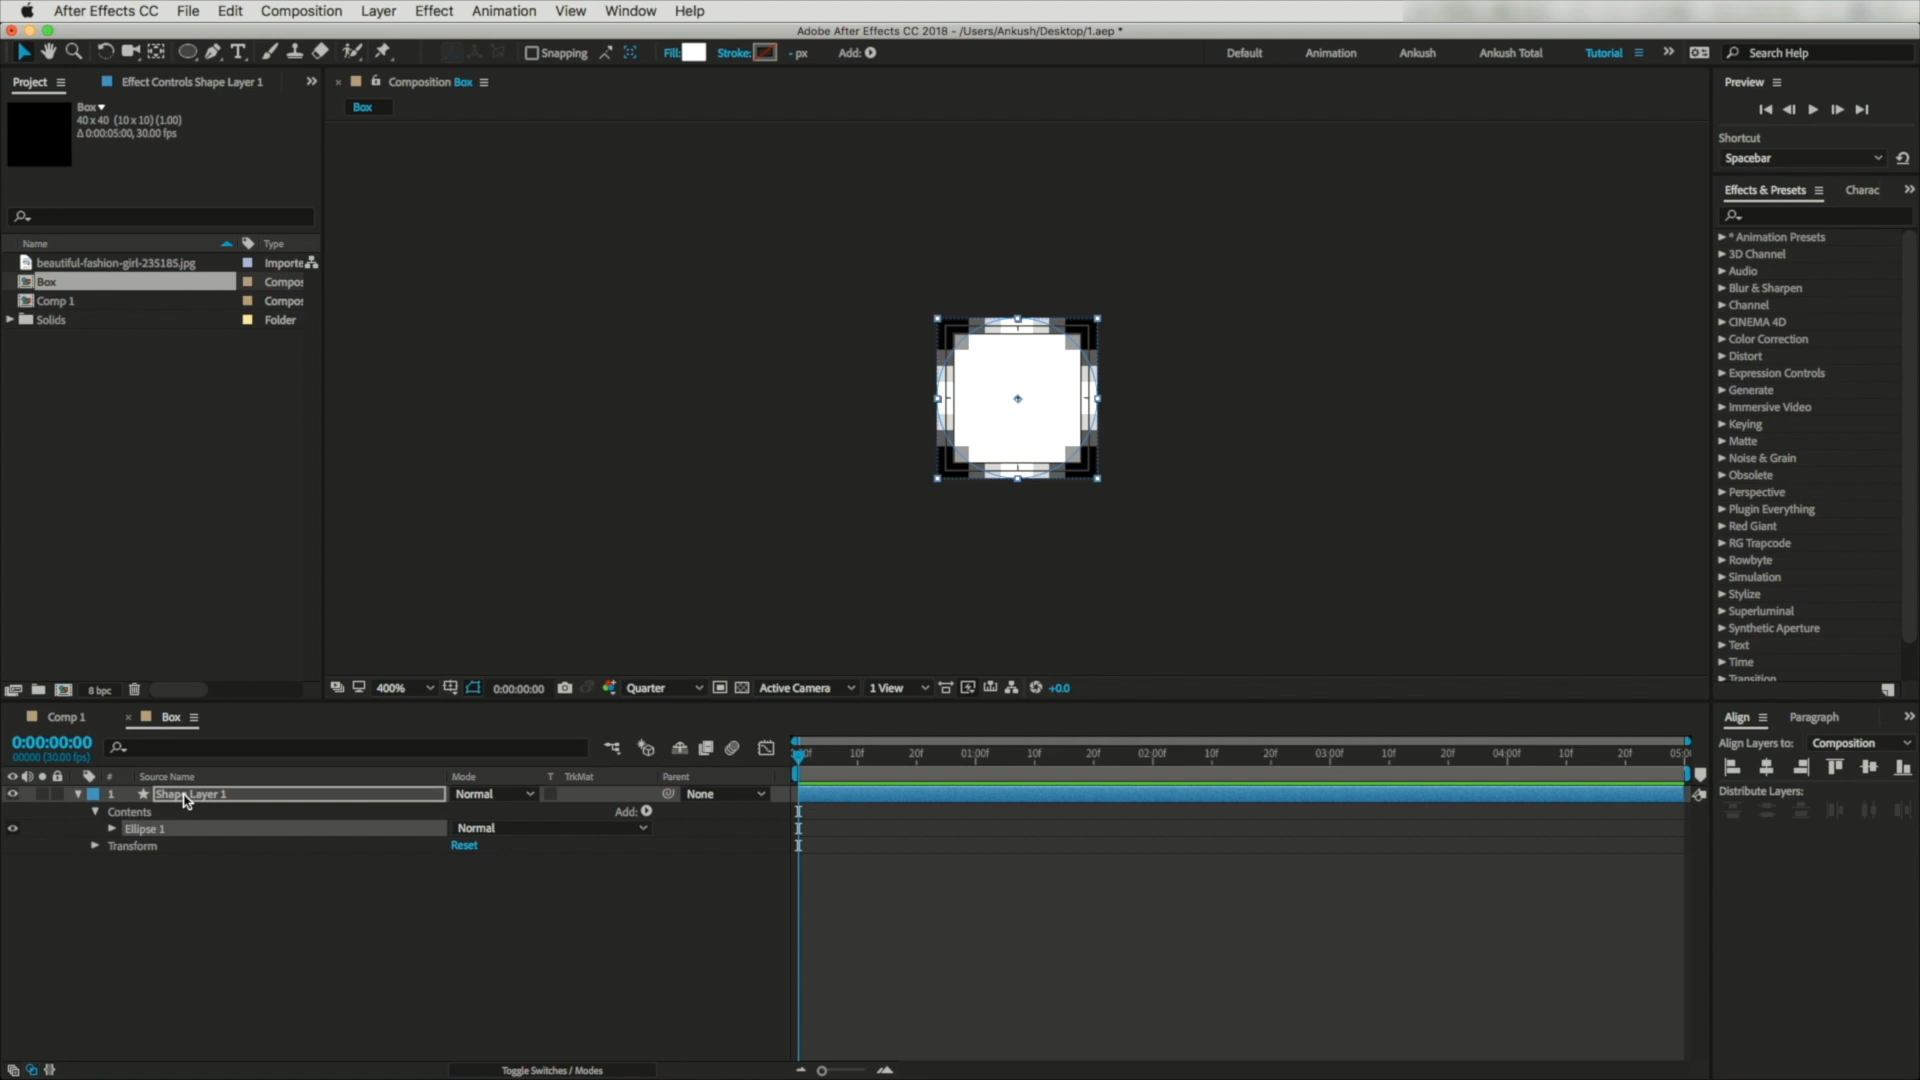 After Effects CC File Edit Composition Layer Effect Animation View Window Help
Adobe After Effects CC 2018 - /Users/Ankush/Desktop/1.aep *
Snapping Fill: Stroke: - px Add: Default Animation Ankush Ankush Total Tutorial Search Help
Project Effect Controls Shape Layer 1
Composition Box
Preview
Box
40 x 40 (10 x 10) (1.00)
Δ 0:00:05:00, 30.00 fps
Box
Shortcut
Spacebar
Effects & Presets Charac
Name Type
beautiful-fashion-girl-235185.jpg Importe
Box Compos
Comp 1 Compos
Solids Folder
* Animation Presets
3D Channel
Audio
Blur & Sharpen
Channel
CINEMA 4D
Color Correction
Distort
Expression Controls
Generate
Immersive Video
Keying
Matte
Noise & Grain
Obsolete
Perspective
Plugin Everything
Red Giant
RG Trapcode
Rowbyte
Simulation
Stylize
Superluminal
Synthetic Aperture
Text
Time
Transition
8 bpc 400% 0:00:00:00 Quarter Active Camera 1 View +0.0
Comp 1 Box
Align Paragraph
0:00:00:00
00000 (30.00 fps)
Align Layers to: Composition
10f 20f 01:00f 10f 20f 02:00f 10f 20f 03:00f 10f 20f 04:00f 10f 20f
# Source Name Mode T TrkMat Parent
1 Shape Layer 1 Normal None
Distribute Layers:
Contents Add:
Ellipse 1 Normal
Transform Reset
Toggle Switches / Modes